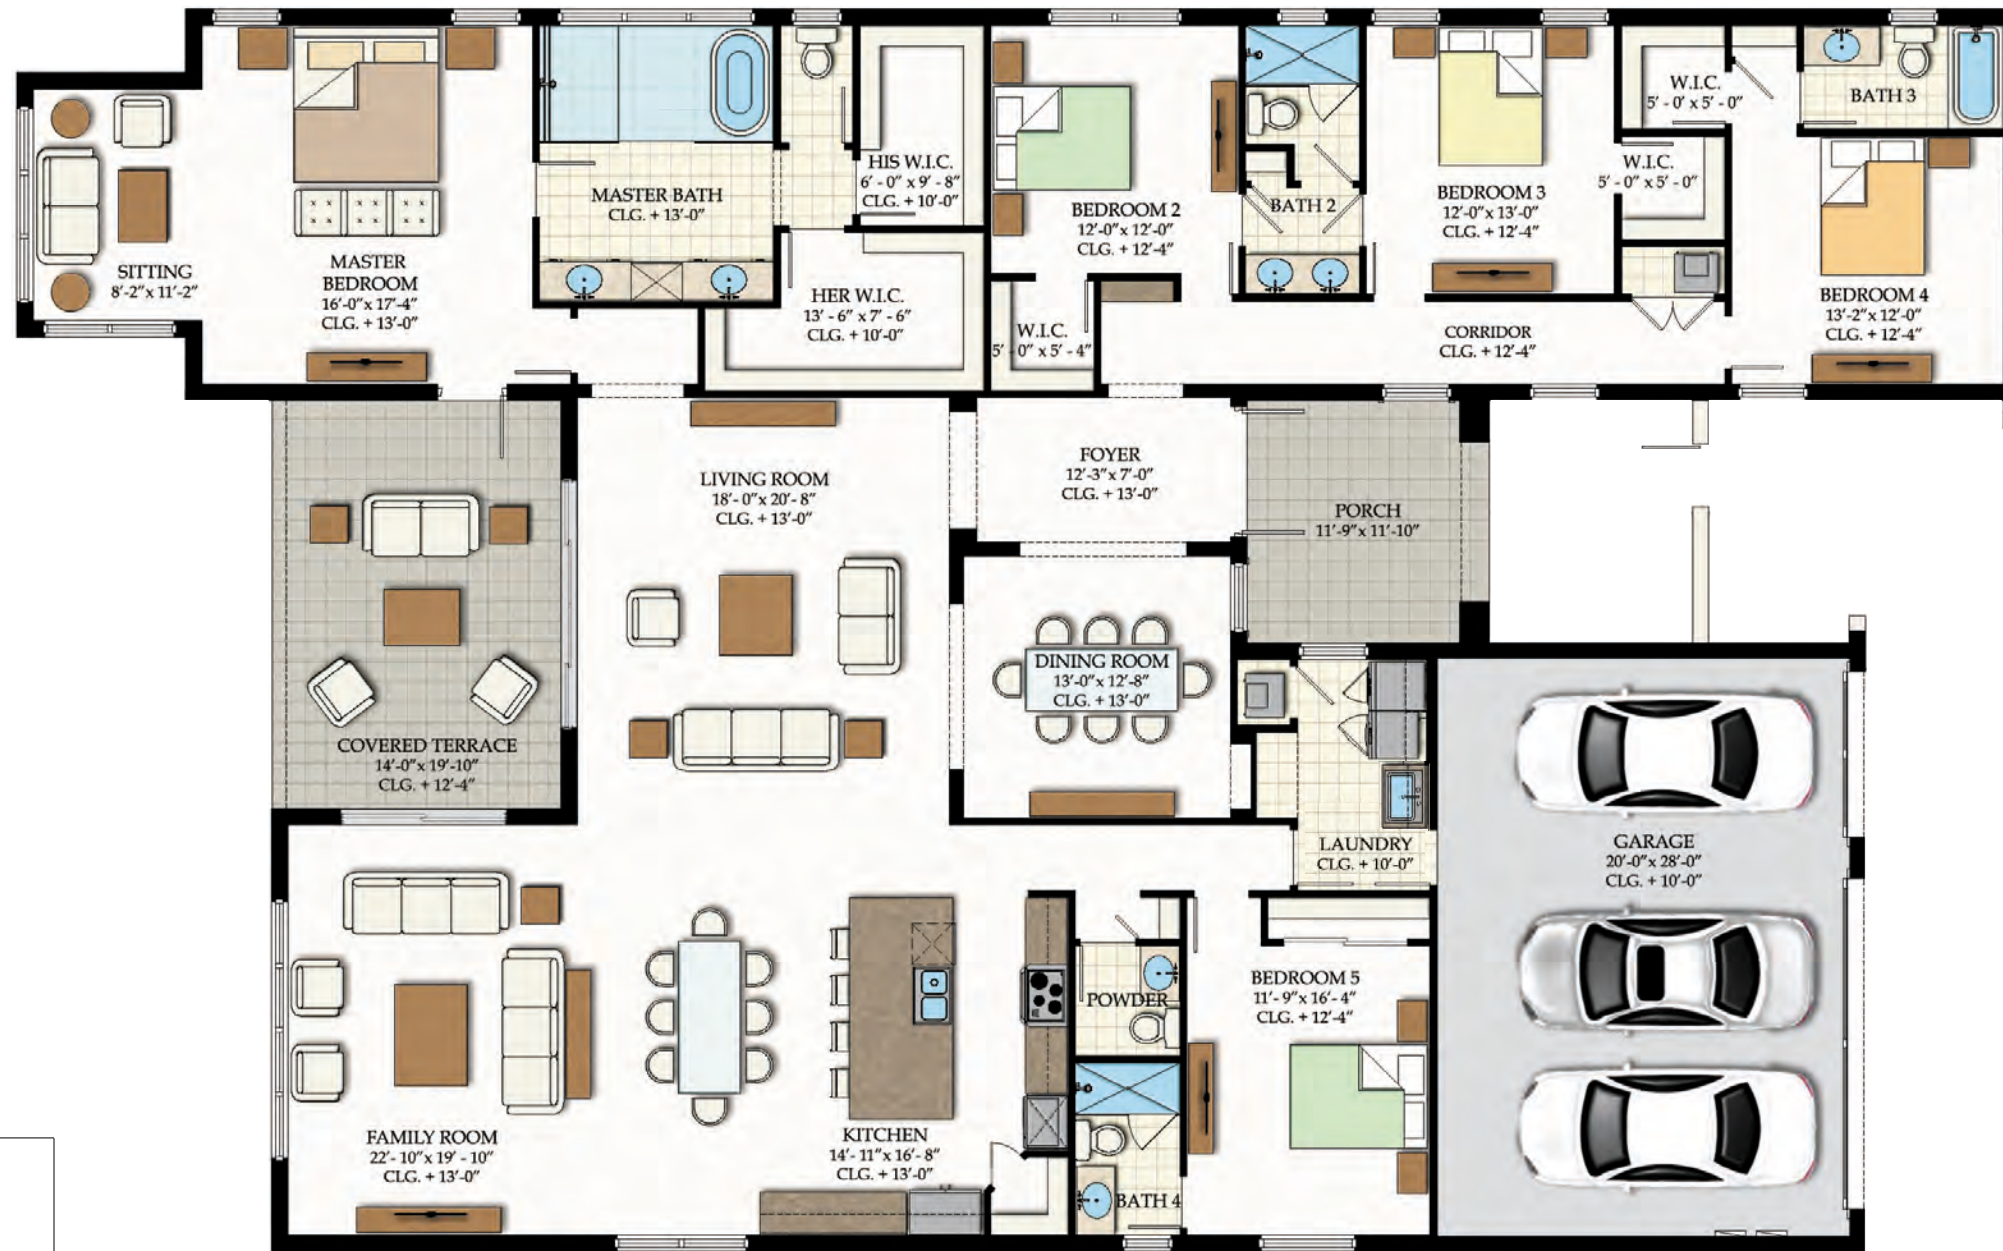 SITTING
8'-2"x 11'-2"
MASTER
BEDROOM
16'-0"x 17'-4"
CLG. + 13'-0"
MASTER BATH
CLG. + 13'-0"
HIS W.I.C.
6' - 0" x 9' - 8"
CLG. + 10'-0"
HER W.I.C.
13' - 6" x 7' - 6"
CLG. + 10'-0"
BEDROOM 2
12'-0"x 12'-0"
CLG. + 12'-4"
W.I.C.
5' - 0" x 5' - 4"
BATH 2
BEDROOM 3
12'-0"x 13'-0"
CLG. + 12'-4"
W.I.C.
5' - 0' x 5' - 0"
W.I.C.
5' - 0" x 5' - 0"
BATH 3
BEDROOM 4
13'-2"x 12'-0"
CLG. + 12'-4"
CORRIDOR
CLG. + 12'-4"
LIVING ROOM
18'- 0"x 20'- 8"
CLG. + 13'-0"
FOYER
12'-3"x 7'-0"
CLG. + 13'-0"
PORCH
11'-9"x 11'-10"
COVERED TERRACE
14'-0"x 19'-10"
CLG. + 12'-4"
DINING ROOM
13'-0"x 12'-8"
CLG. + 13'-0"
LAUNDRY
CLG. + 10'-0"
GARAGE
20'-0"x 28'-0"
CLG. + 10'-0"
FAMILY ROOM
22'- 10"x 19' - 10"
CLG. + 13'-0"
KITCHEN
14'- 11"x 16'- 8"
CLG. + 13'-0"
POWDER
BEDROOM 5
11'- 9"x 16'- 4"
CLG. + 12'-4"
BATH 4